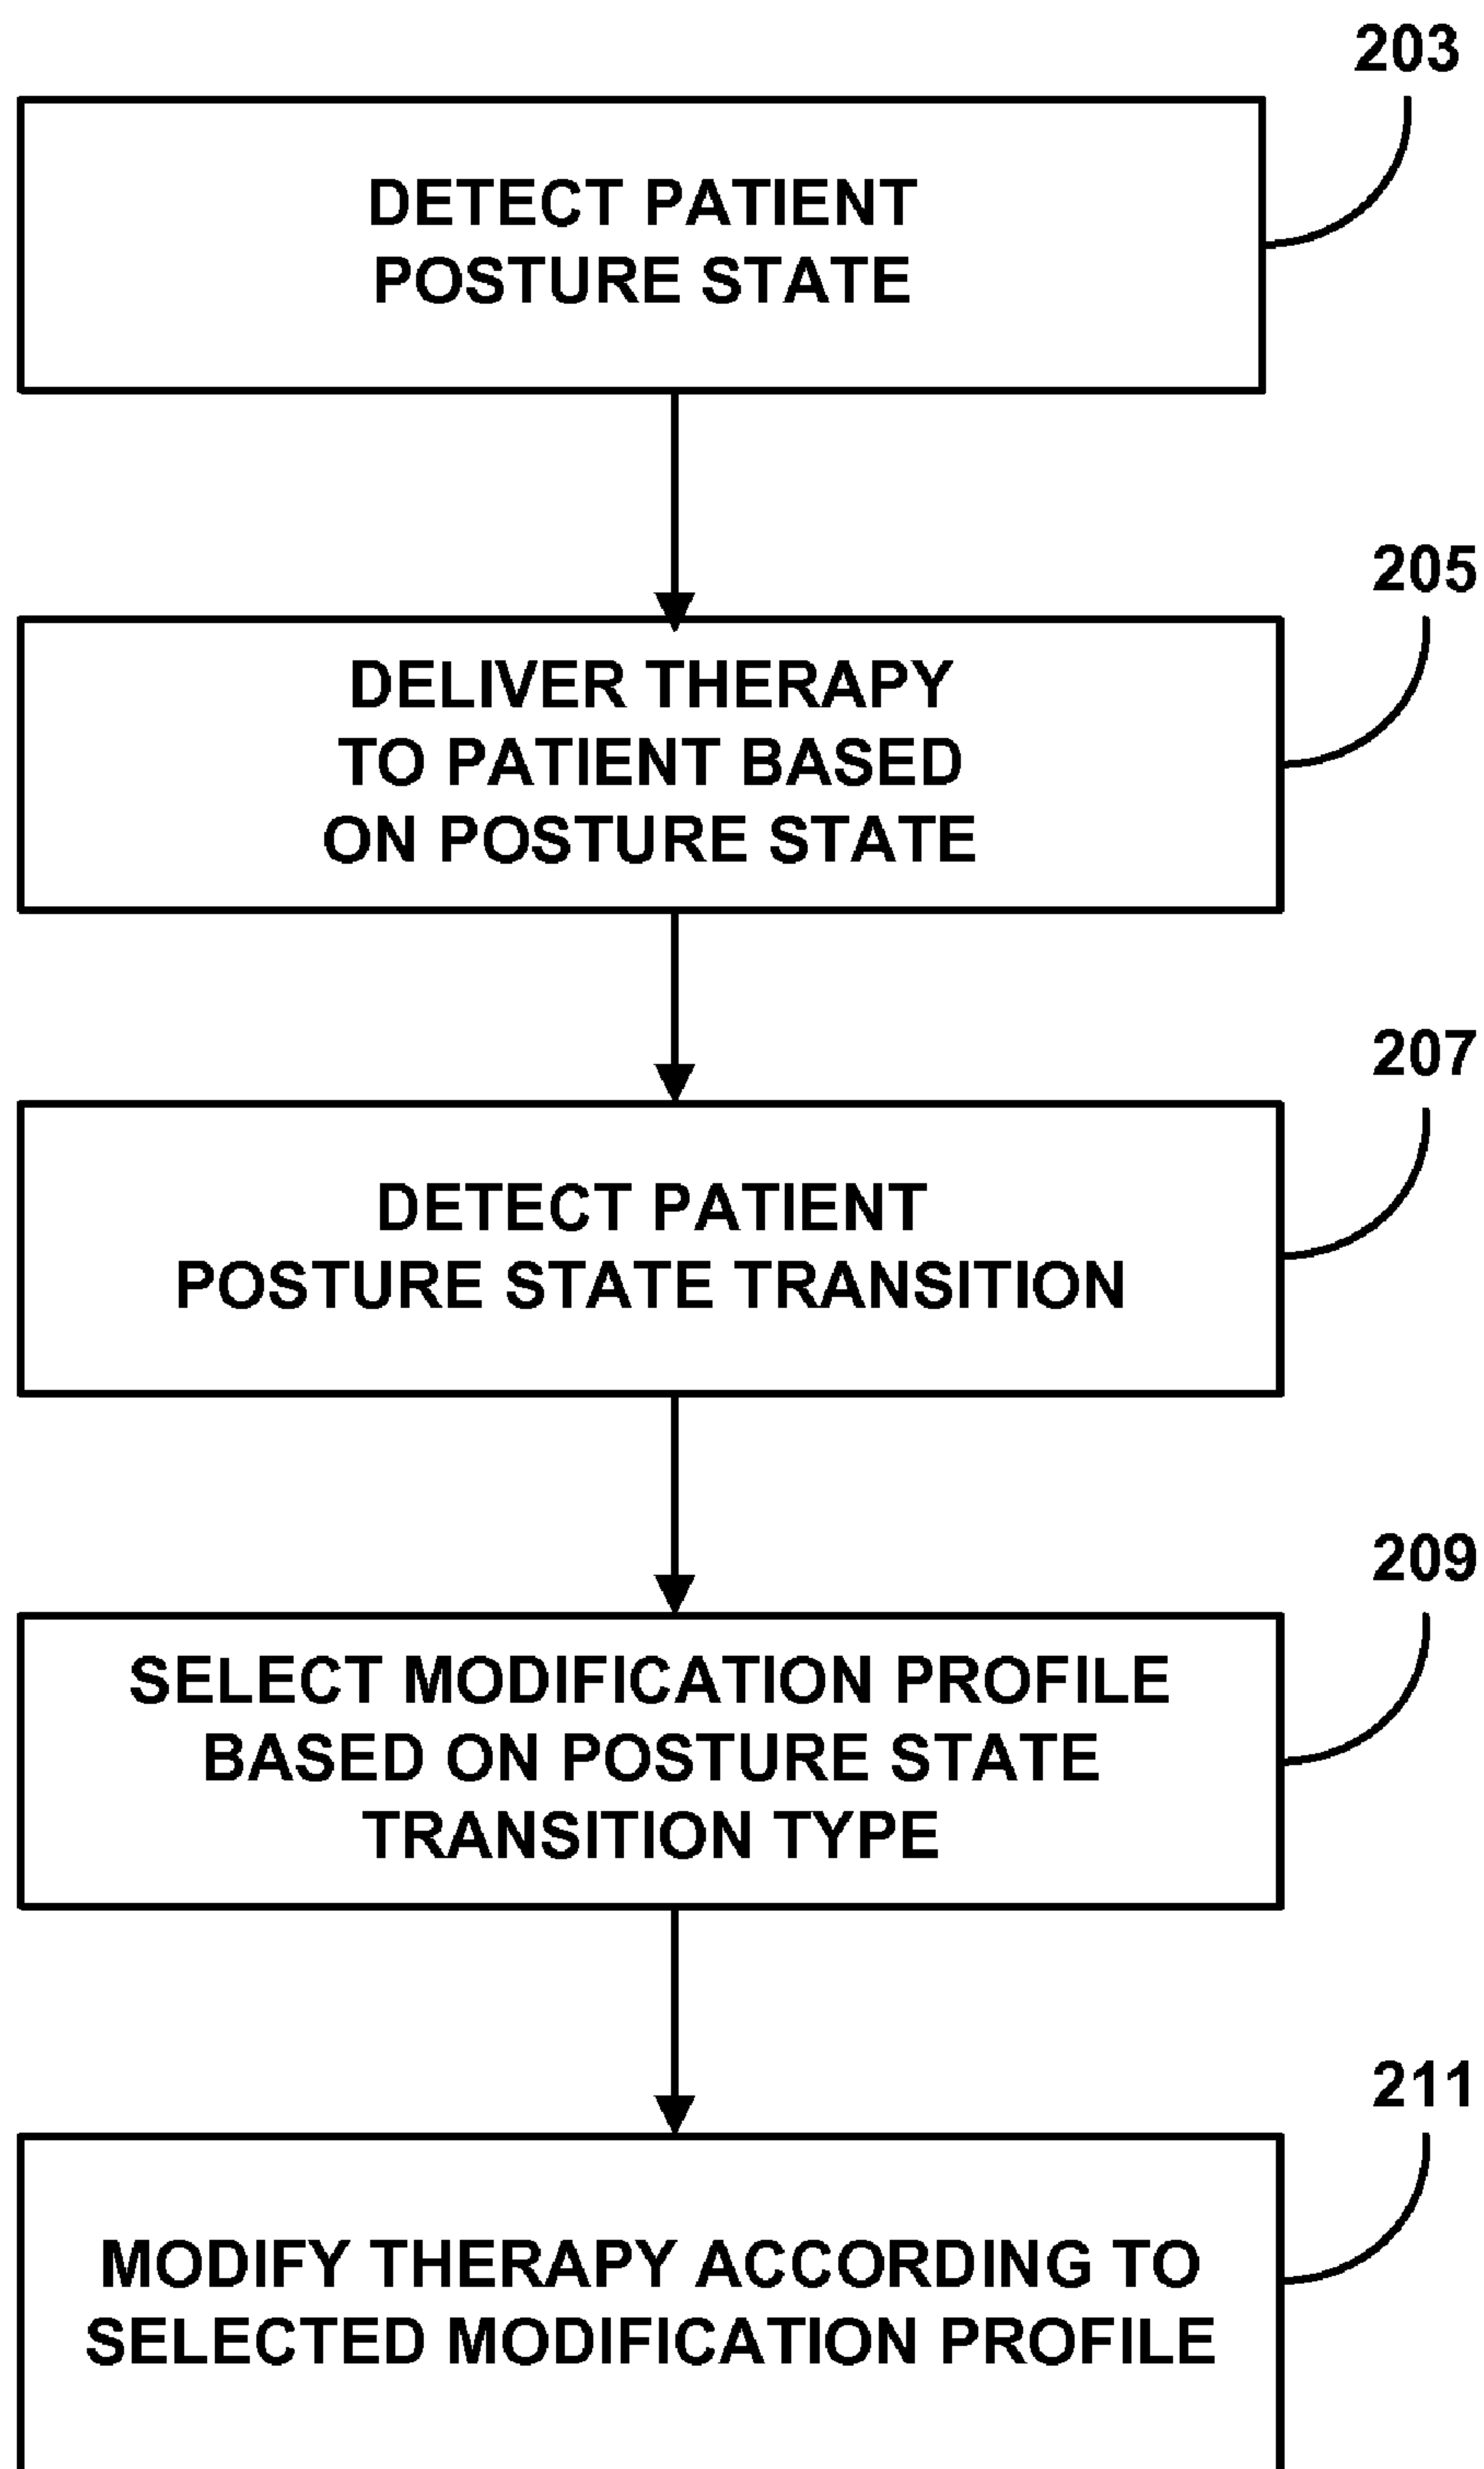 203
DETECT PATIENT
POSTURE STATE
205
DELIVER THERAPY
TO PATIENT BASED
ON POSTURE STATE
207
DETECT PATIENT
POSTURE STATE TRANSITION
209
SELECT MODIFICATION PROFILE
BASED ON POSTURE STATE
TRANSITION TYPE
211
MODIFY THERAPY ACCORDING TO
SELECTED MODIFICATION PROFILE